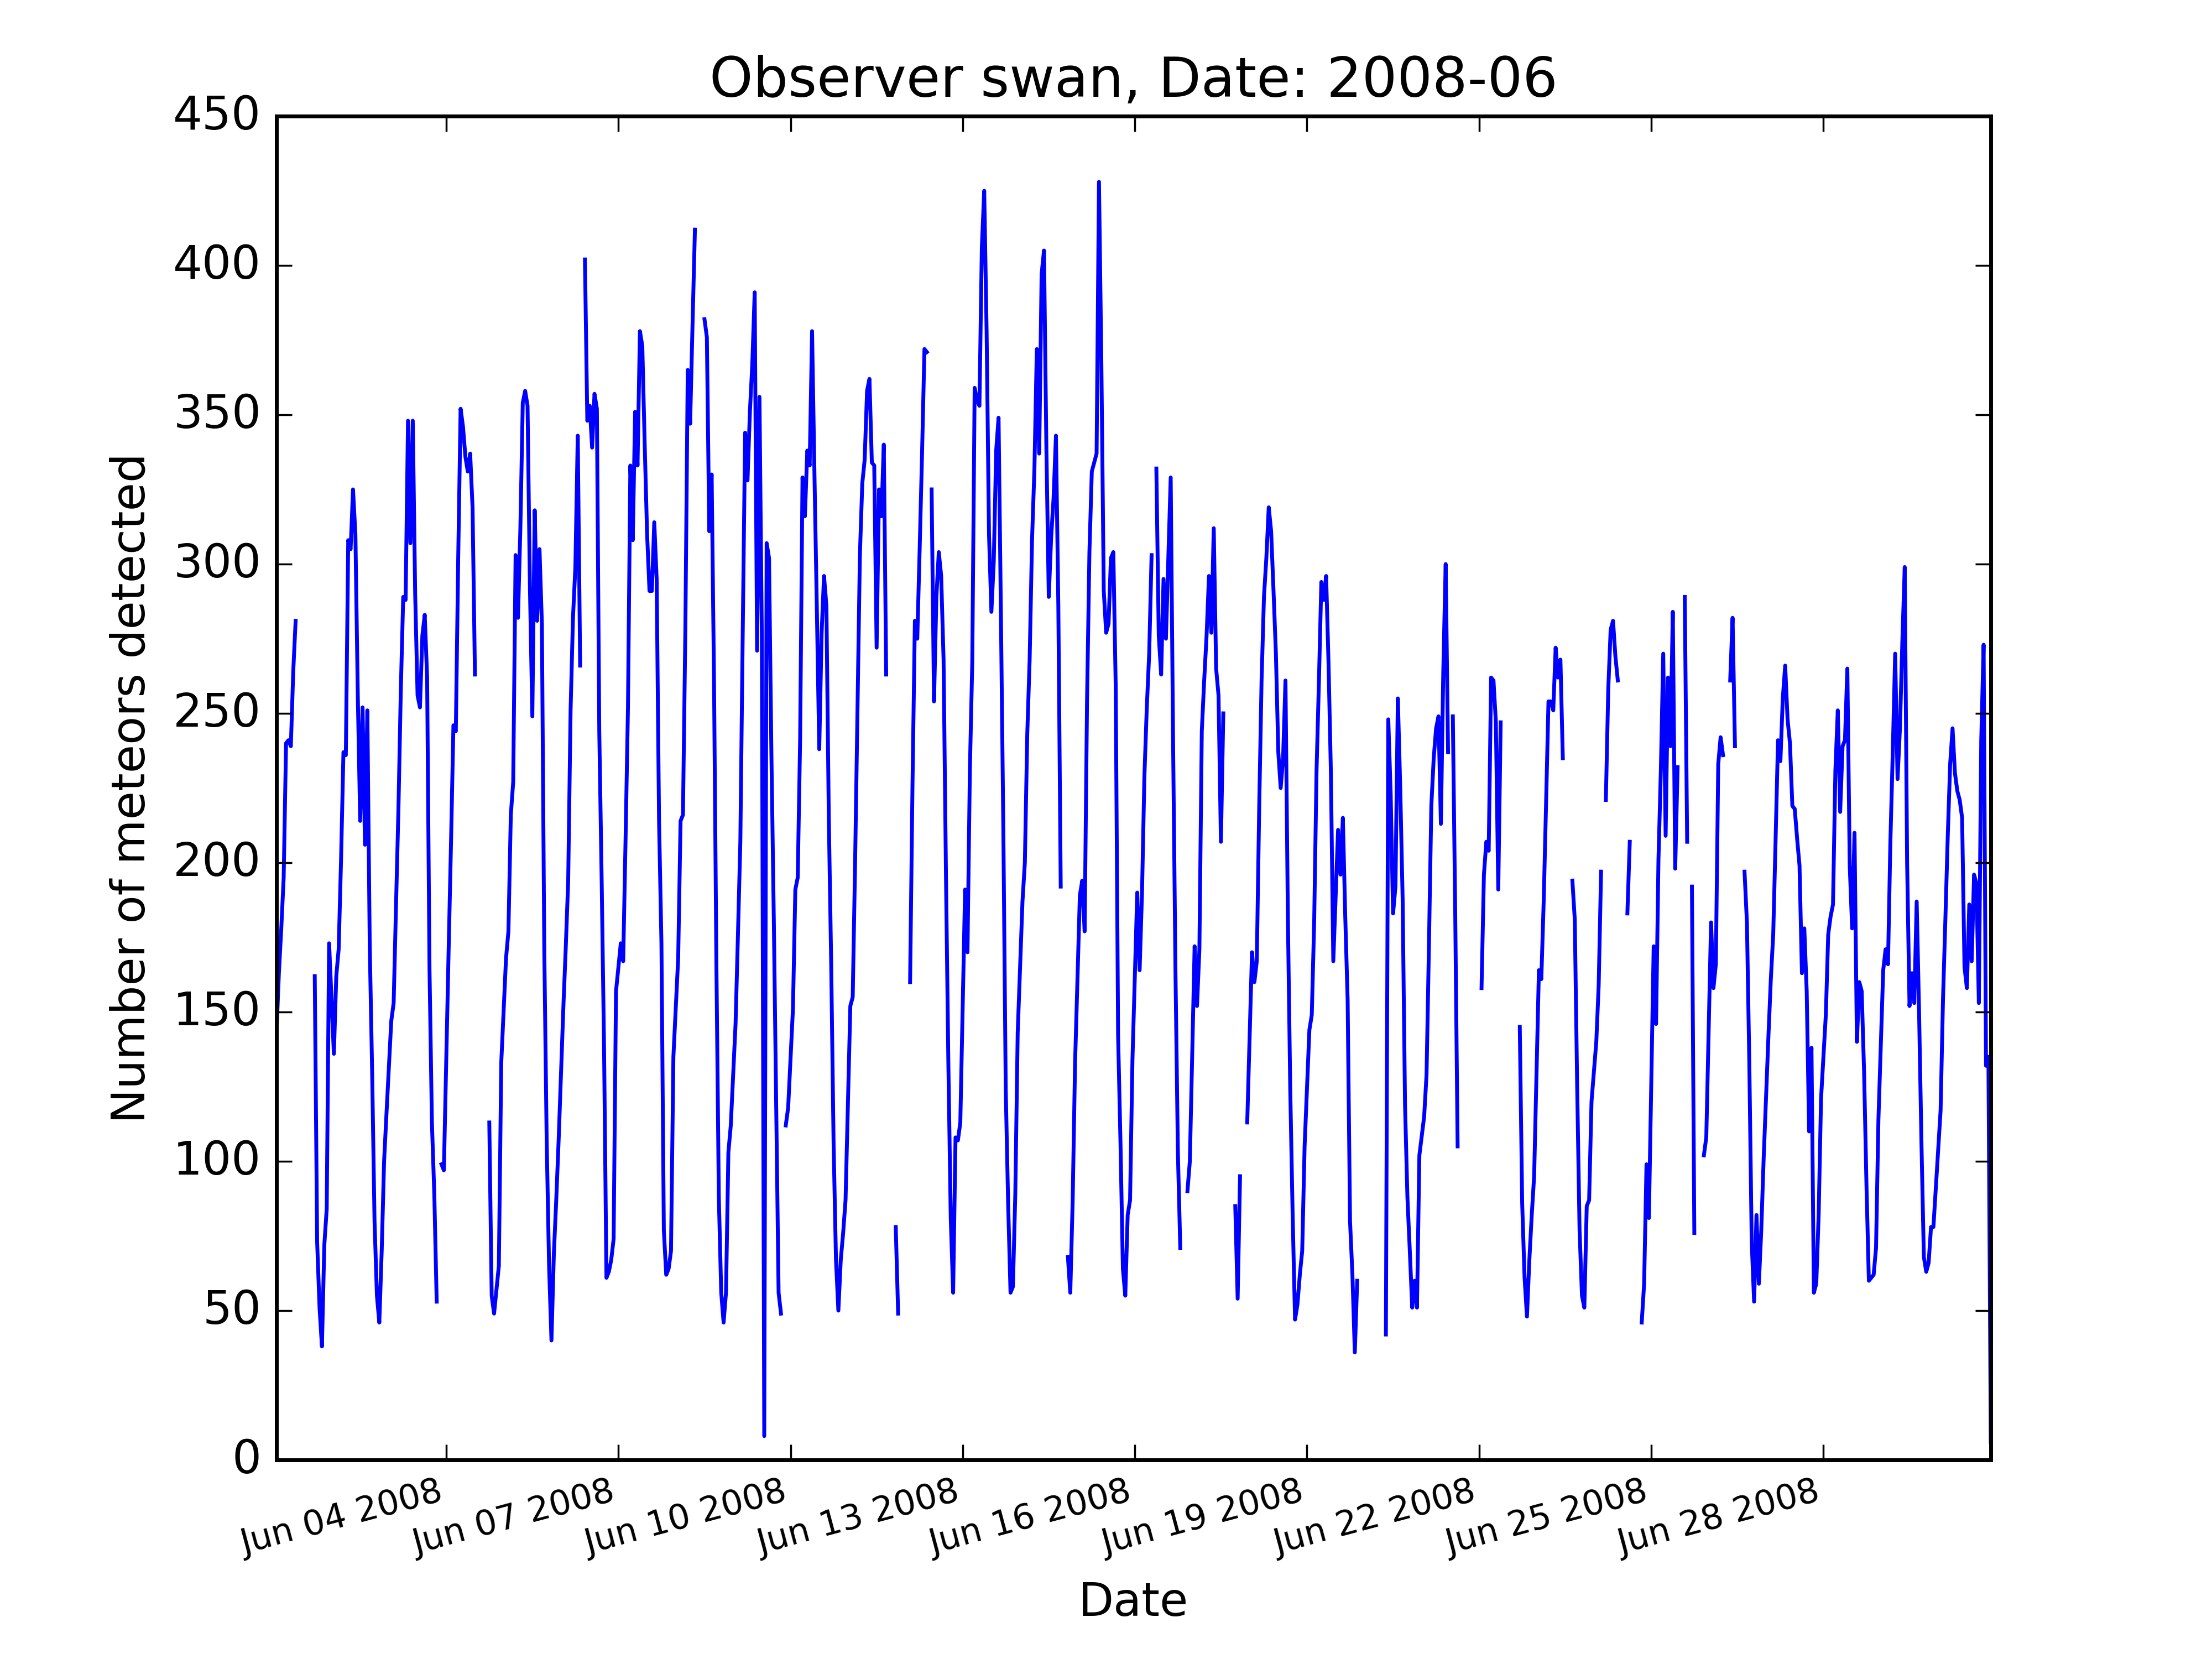 Observer swan, Date: 2008-06
450
400
350
300
250
200
150
100
50
0
Number of meteors detected
Jun 04 2008
Jun 07 2008
Jun 10 2008
Jun 13 2008
Jun 16 2008
Jun 19 2008
Jun 22 2008
Jun 25 2008
Jun 28 2008
Date